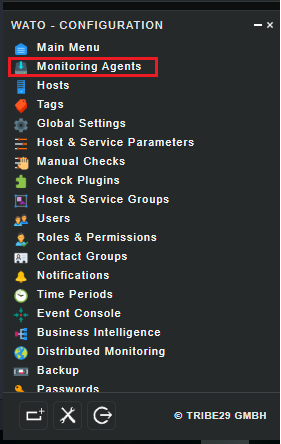 WATO - CONFIGURATION
Main Menu
Monitoring Agents
Hosts
Tags
Global Settings
Host & Service Parameters
Manual Checks
Check Plugins
Host & Service Groups
Users
Roles & Permissions
Contact Groups
Notifications
Time Periods
Event Console
Business Intelligence
Distributed Monitoring
Backup
Passwords
© TRIBE29 GMBH